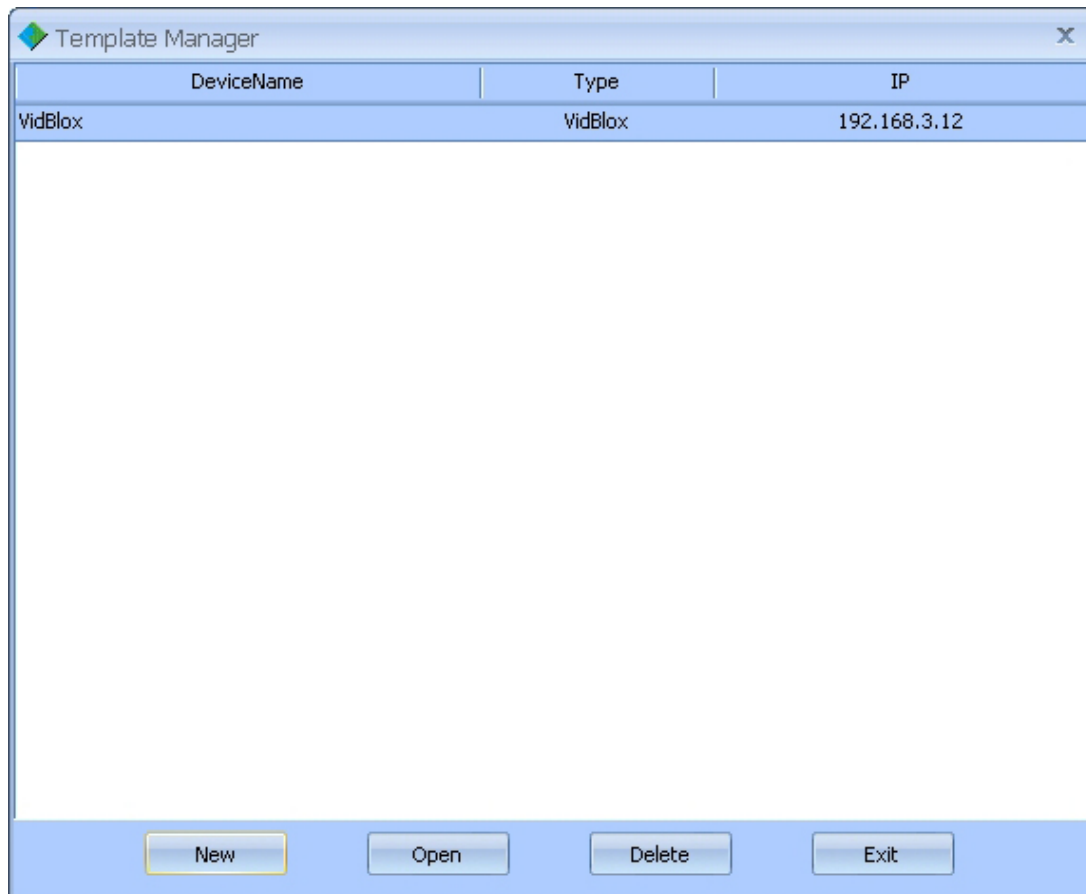 Template Manager
DeviceName Type IP
VidBlox VidBlox 192.168.3.12
New Open Delete Exit